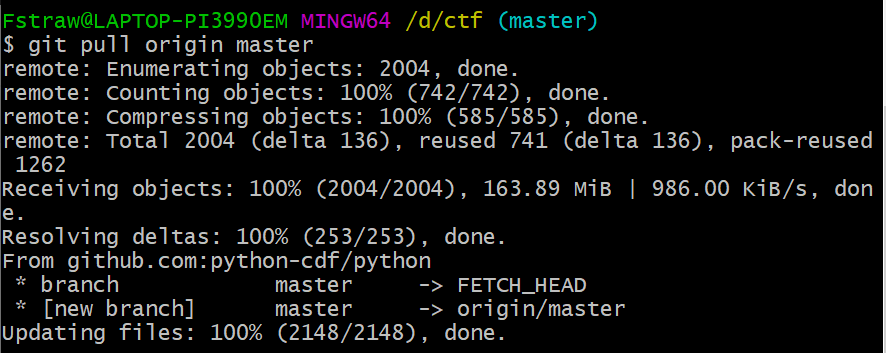 Fstraw@LAPTOP-PI399OEM MINGW64 /d/ctf (master)
$ git pull origin master
remote: Enumerating objects: 2004, done.
remote: Counting objects: 100% (742/742), done.
remote: Compressing objects: 100% (585/585), done.
remote: Total 2004 (delta 136), reused 741 (delta 136), pack-reused
1262
Receiving objects: 100% (2004/2004), 163.89 MiB | 986.00 KiB/s, don
e.
Resolving deltas: 100% (253/253), done.
From github.com:python-cdf/python
* branch master -> FETCH_HEAD
* [new branch] master -> origin/master
Updating files: 100% (2148/2148), done.